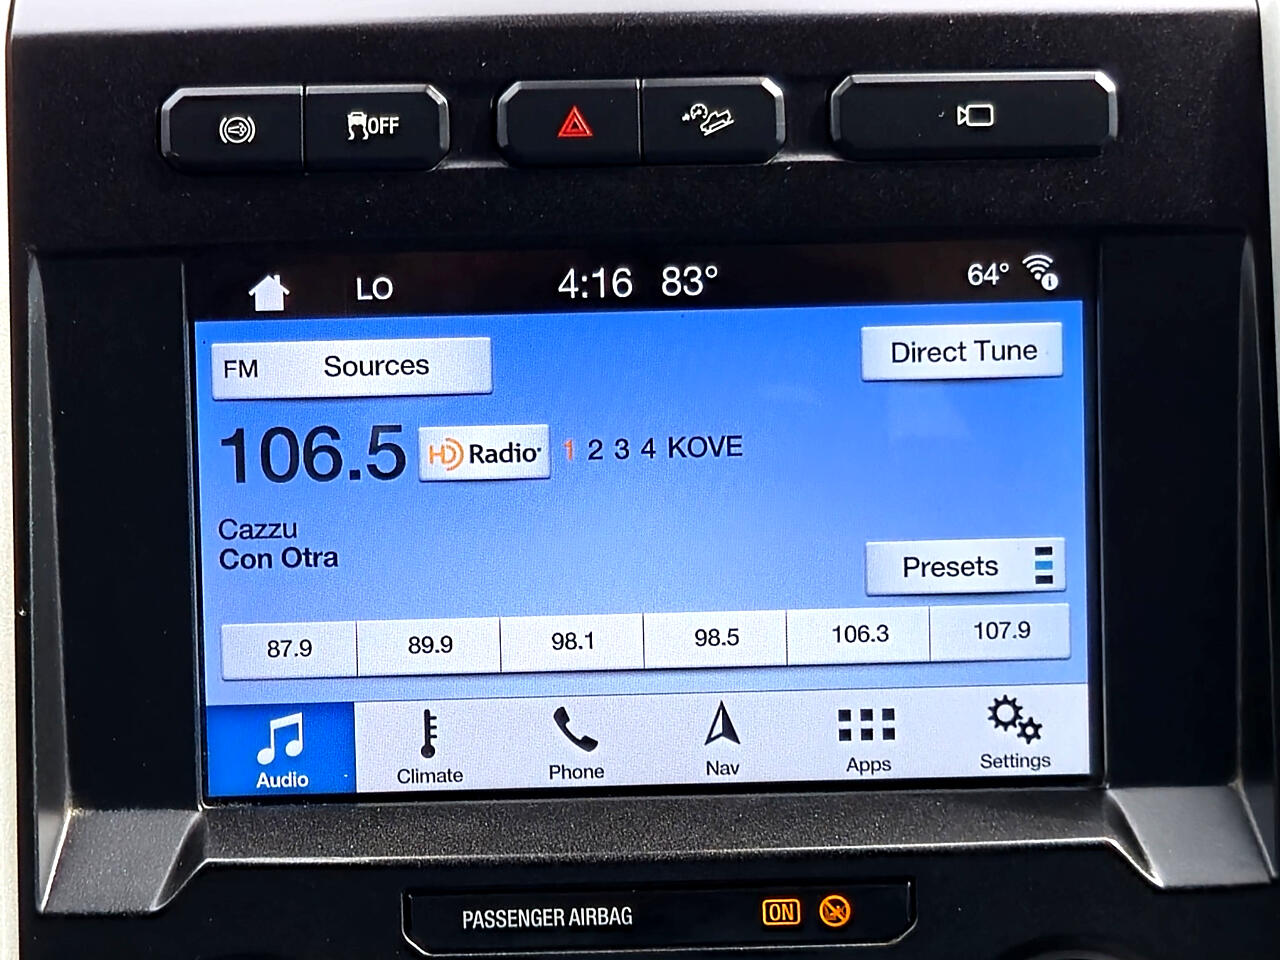 OFF
LO 4:16 83° 64°
FM Sources Direct Tune
106.5 HD Radio 1 2 3 4 KOVE
Cazzu
Con Otra
Presets
87.9 89.9 98.1 98.5 106.3 107.9
Audio Climate Phone Nav Apps Settings
PASSENGER AIRBAG ON